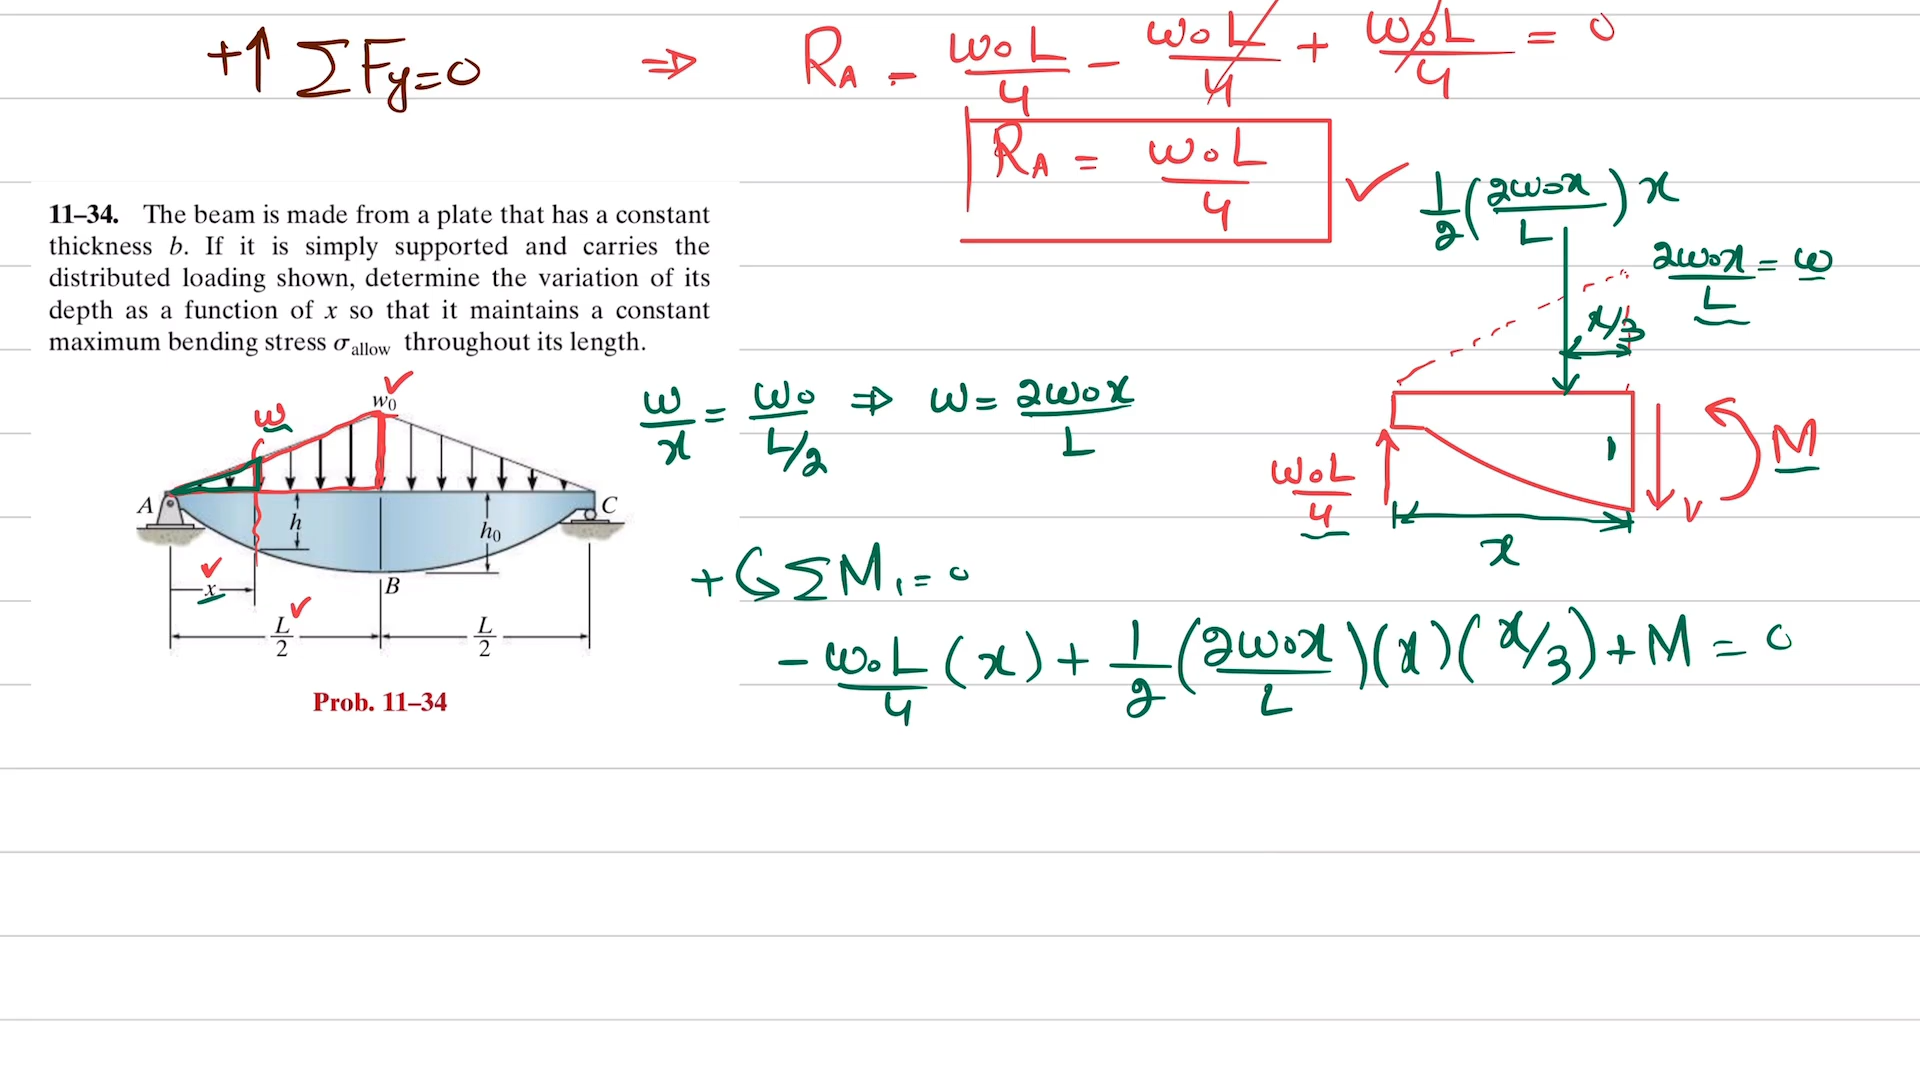 +↑ ΣFy=0 ⇒ RA - w0L/4 - w0L/4 + w0L/4 = 0
RA = w0L/4 ✓
11–34. The beam is made from a plate that has a constant
thickness b. If it is simply supported and carries the
distributed loading shown, determine the variation of its
depth as a function of x so that it maintains a constant
maximum bending stress σallow throughout its length.
w
w0
A
h
h0
C
x
B
L/2
L/2
Prob. 11–34
w/x = w0/L/2 ⇒ w = 2w0x/L
1/2(2w0x/L)x
2w0x/L = w
x/3
w0L/4
1
M
V
x
+↺ΣM1=0
- w0L/4 (x) + 1/2 (2w0x/L)(x)(x/3) + M = 0